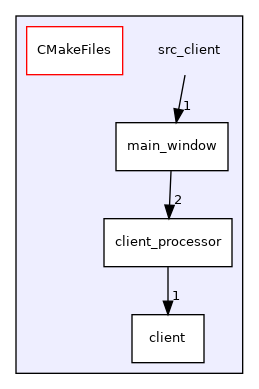 CMakeFiles
src_client
1
main_window
2
client_processor
1
client